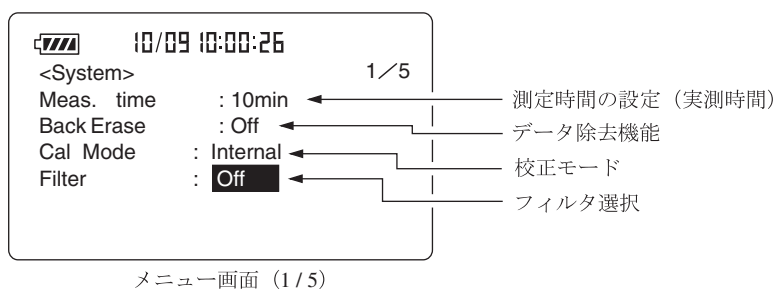 10/09 10:00:26
<System> 1／5
Meas. time : 10min
Back Erase : Off
Cal Mode : Internal
Filter : Off
測定時間の設定（実測時間）
データ除去機能
校正モード
フィルタ選択
メニュー画面（1 / 5）